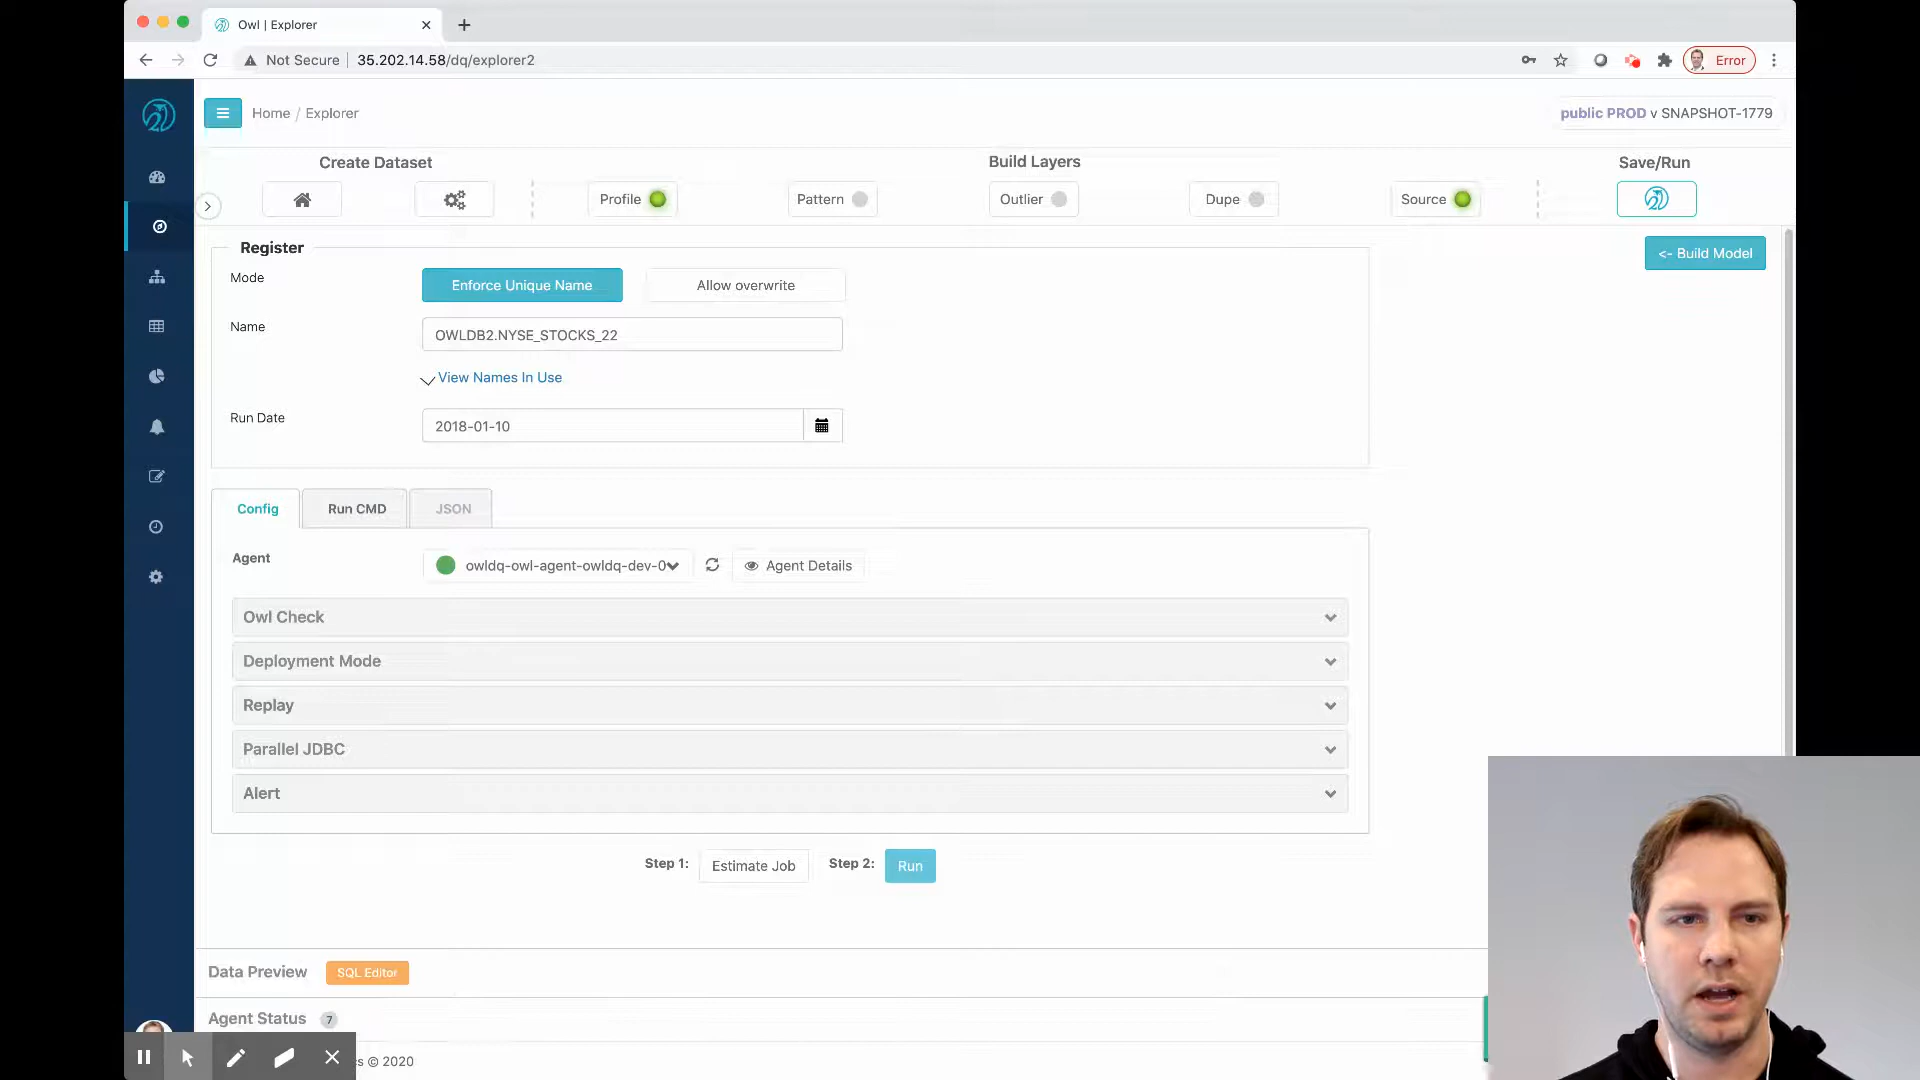 Owl | Explorer
Not Secure
35.202.14.58/dq/explorer2
Error
Home / Explorer
public PROD v SNAPSHOT-1779
Create Dataset
Build Layers
Save/Run
Profile
Pattern
Outlier
Dupe
Source
Register
<- Build Model
Mode
Enforce Unique Name
Allow overwrite
Name
OWLDB2.NYSE_STOCKS_22
View Names In Use
Run Date
2018-01-10
Config
Run CMD
JSON
Agent
owldq-owl-agent-owldq-dev-0
Agent Details
Owl Check
Deployment Mode
Replay
Parallel JDBC
Alert
Step 1:
Estimate Job
Step 2:
Run
Data Preview
SQL Editor
Agent Status
7
© 2020